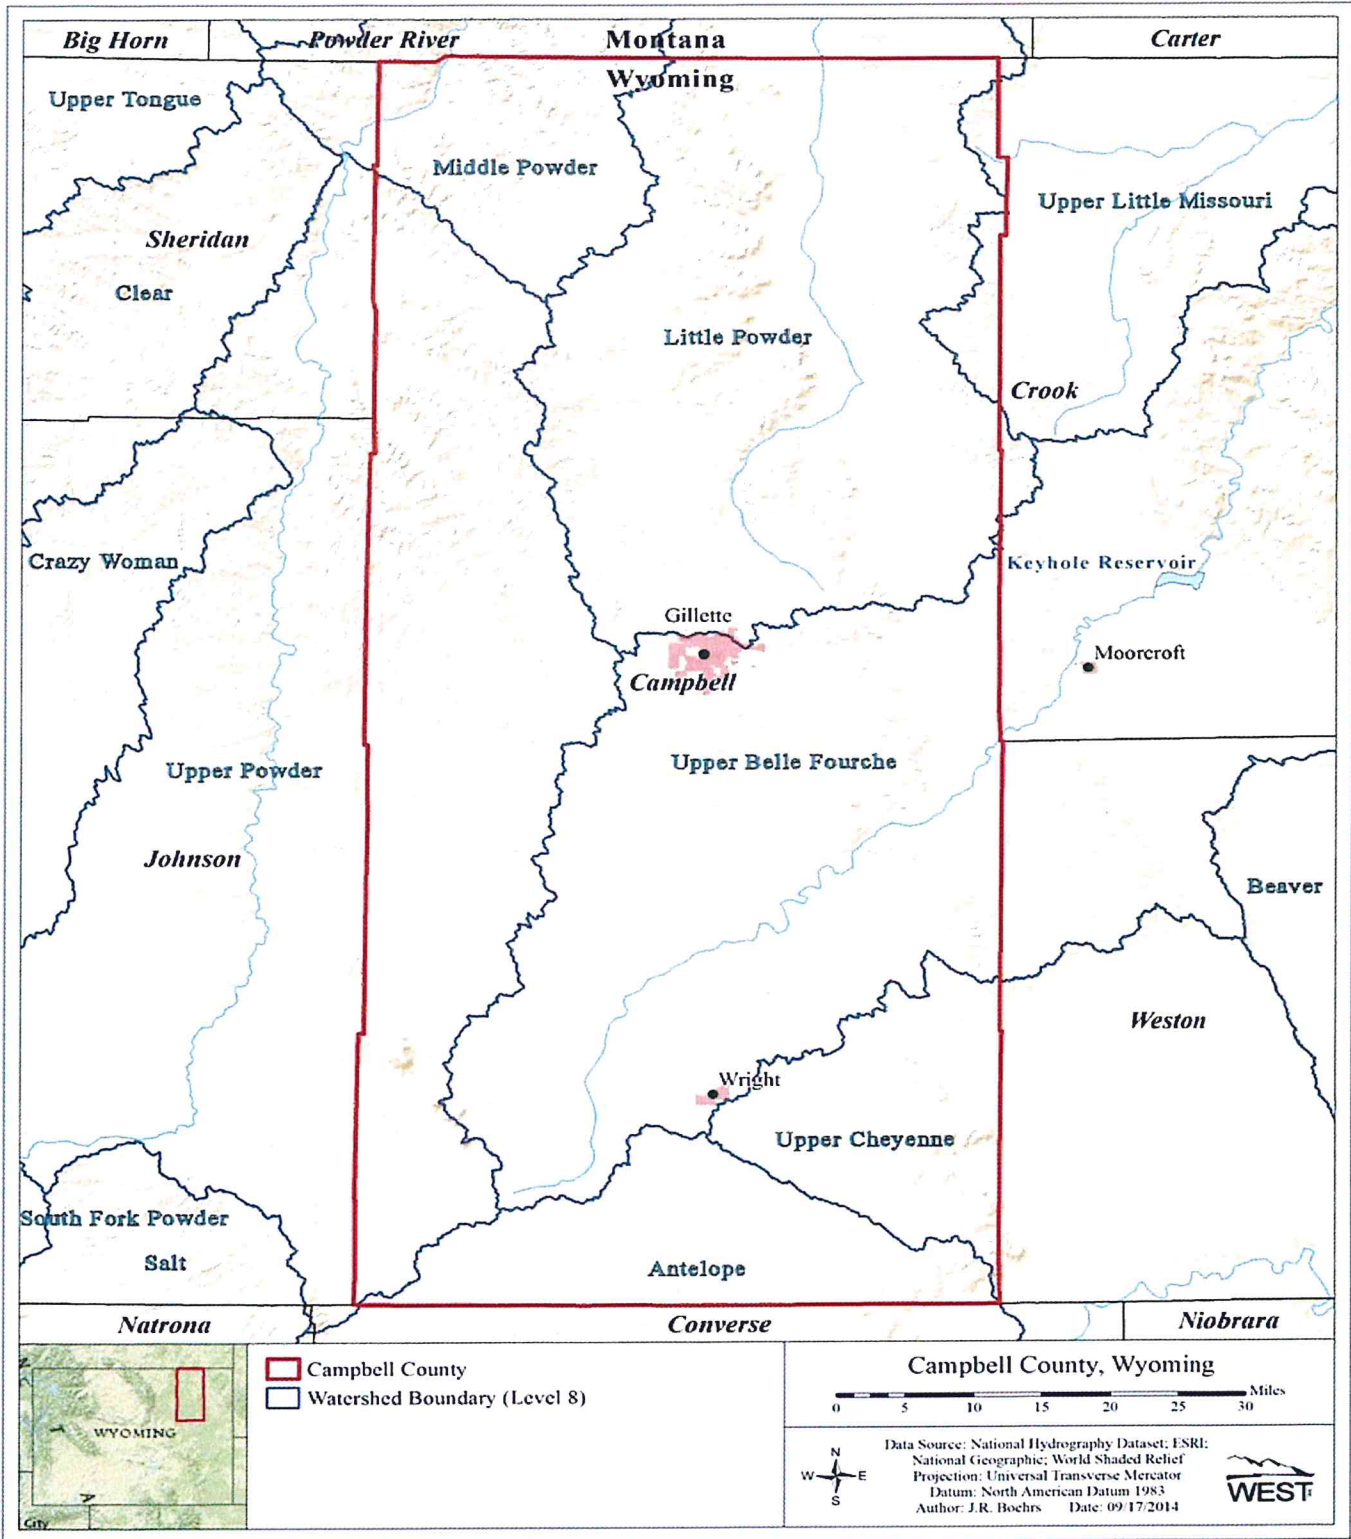 Big Horn
Powder River
Montana
Carter
Wyoming
Upper Tongue
Middle Powder
Upper Little Missouri
Sheridan
Clear
Little Powder
Crook
Crazy Woman
Keyhole Reservoir
Gillette
Moorcroft
Campbell
Upper Powder
Upper Belle Fourche
Johnson
Beaver
Weston
Wright
Upper Cheyenne
South Fork Powder
Salt
Antelope
Natrona
Converse
Niobrara
WYOMING
City
Campbell County
Watershed Boundary (Level 8)
Campbell County, Wyoming
Miles
0 5 10 15 20 25 30
N
W E
S
Data Source: National Hydrography Dataset; ESRI;
National Geographic; World Shaded Relief
Projection: Universal Transverse Mercator
Datum: North American Datum 1983
Author: J.R. Boehrs Date: 09/17/2014
WEST